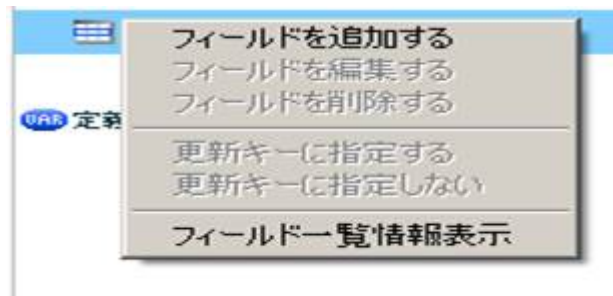 フィールドを追加する
フィールドを編集する
フィールドを削除する
VAR 定義
更新キーに指定する
更新キーに指定しない
フィールド一覧情報表示